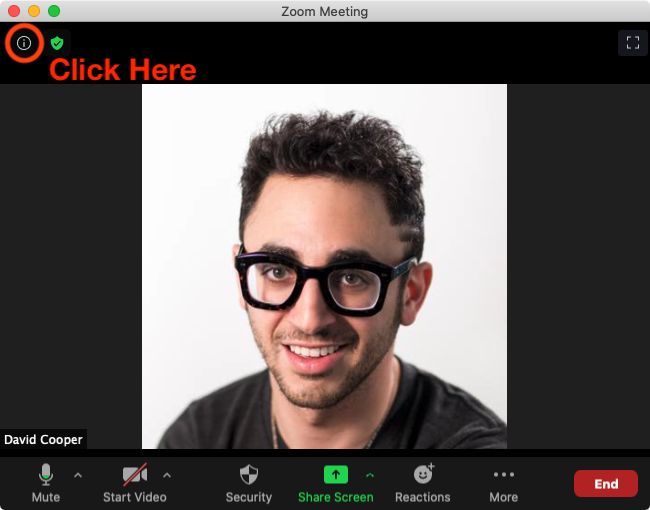 Zoom Meeting
Click Here
David Cooper
Mute
Start Video
Security
Share Screen
Reactions
More
End